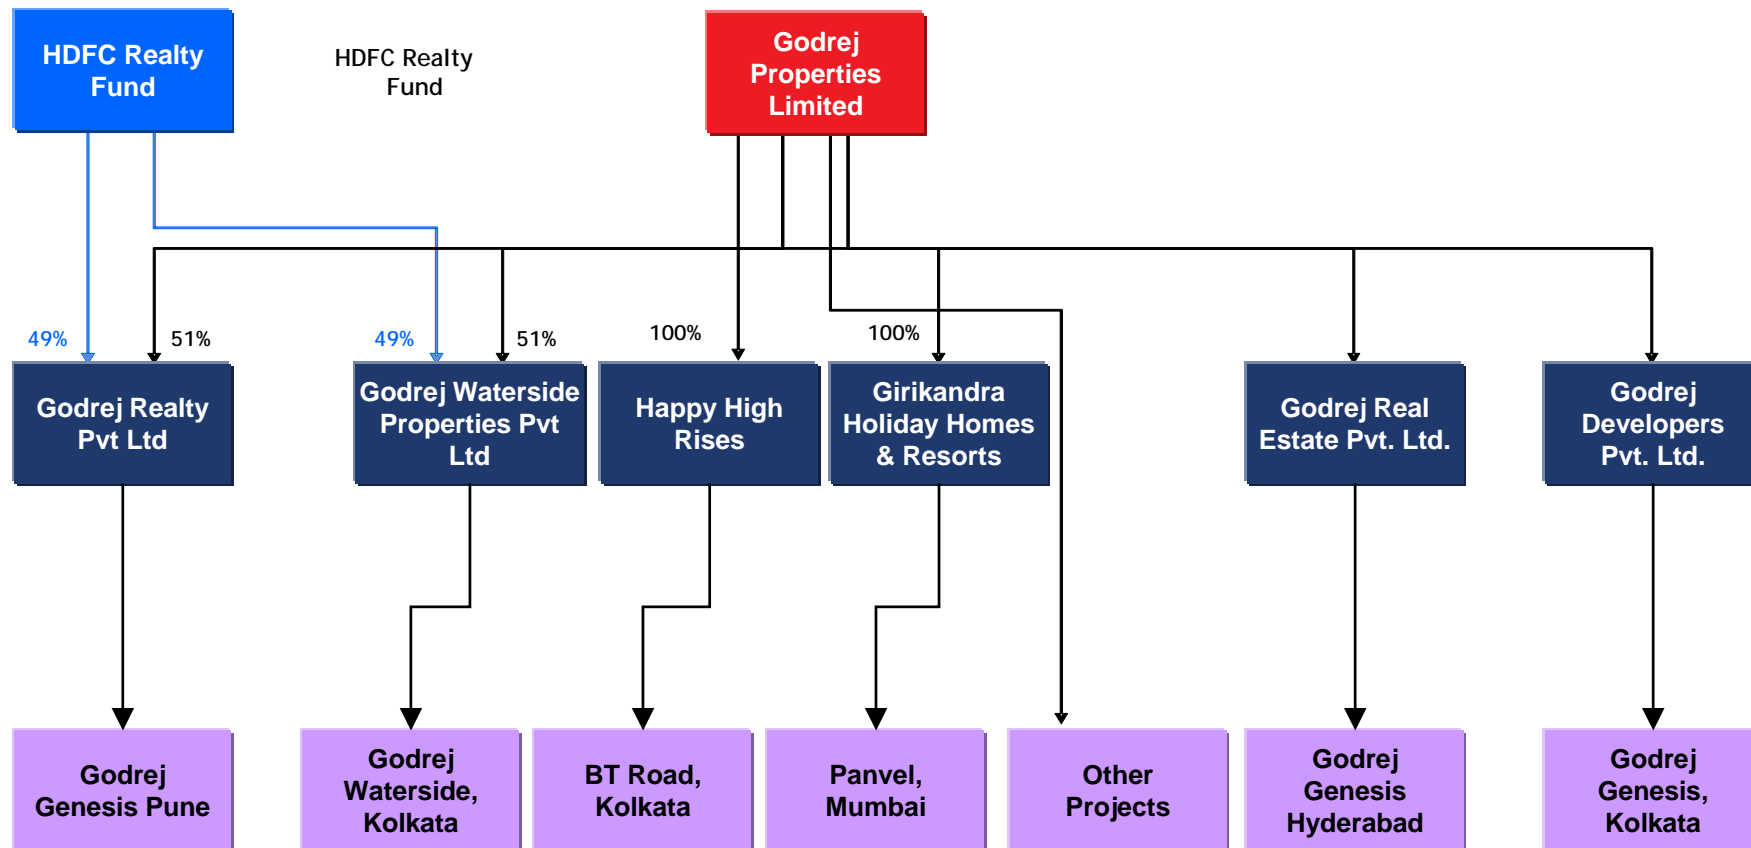 HDFC Realty
Fund
HDFC Realty
Fund
Godrej
Properties
Limited
49%
51%
49%
51%
100%
100%
Godrej Realty
Pvt Ltd
Godrej Waterside
Properties Pvt
Ltd
Happy High
Rises
Girikandra
Holiday Homes
& Resorts
Godrej Real
Estate Pvt. Ltd.
Godrej
Developers
Pvt. Ltd.
Godrej
Genesis Pune
Godrej
Waterside,
Kolkata
BT Road,
Kolkata
Panvel,
Mumbai
Other
Projects
Godrej
Genesis
Hyderabad
Godrej
Genesis,
Kolkata